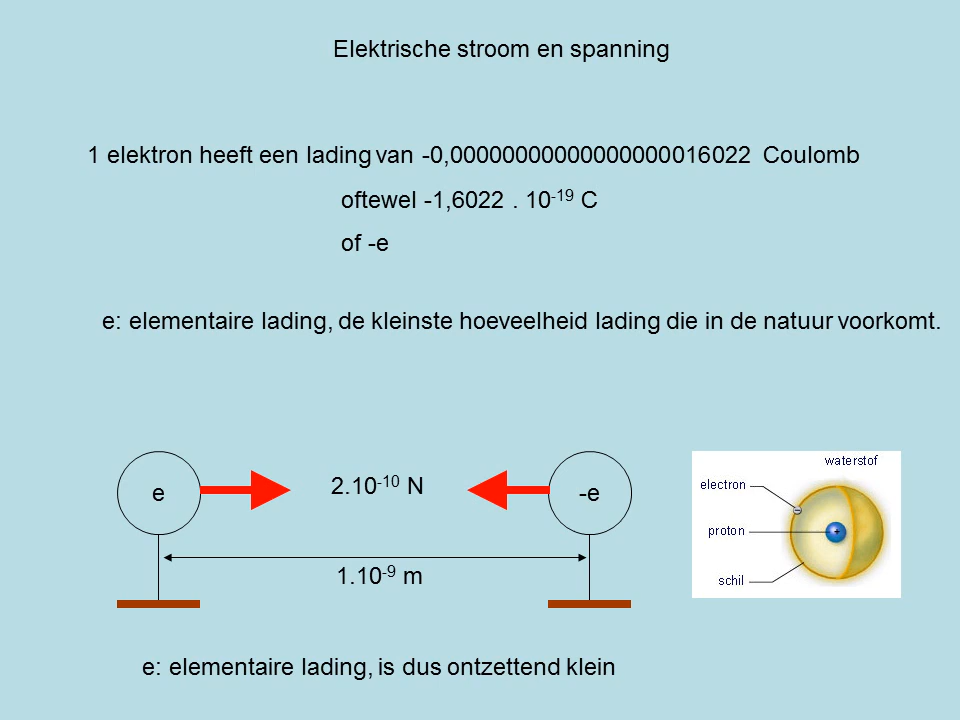 Elektrische stroom en spanning
1 elektron heeft een lading van -0,00000000000000000016022 Coulomb
oftewel -1,6022 . 10⁻¹⁹ C
of -e
e: elementaire lading, de kleinste hoeveelheid lading die in de natuur voorkomt.
e
2.10⁻¹⁰ N
-e
1.10⁻⁹ m
waterstof
electron
-
proton
+
schil
e: elementaire lading, is dus ontzettend klein